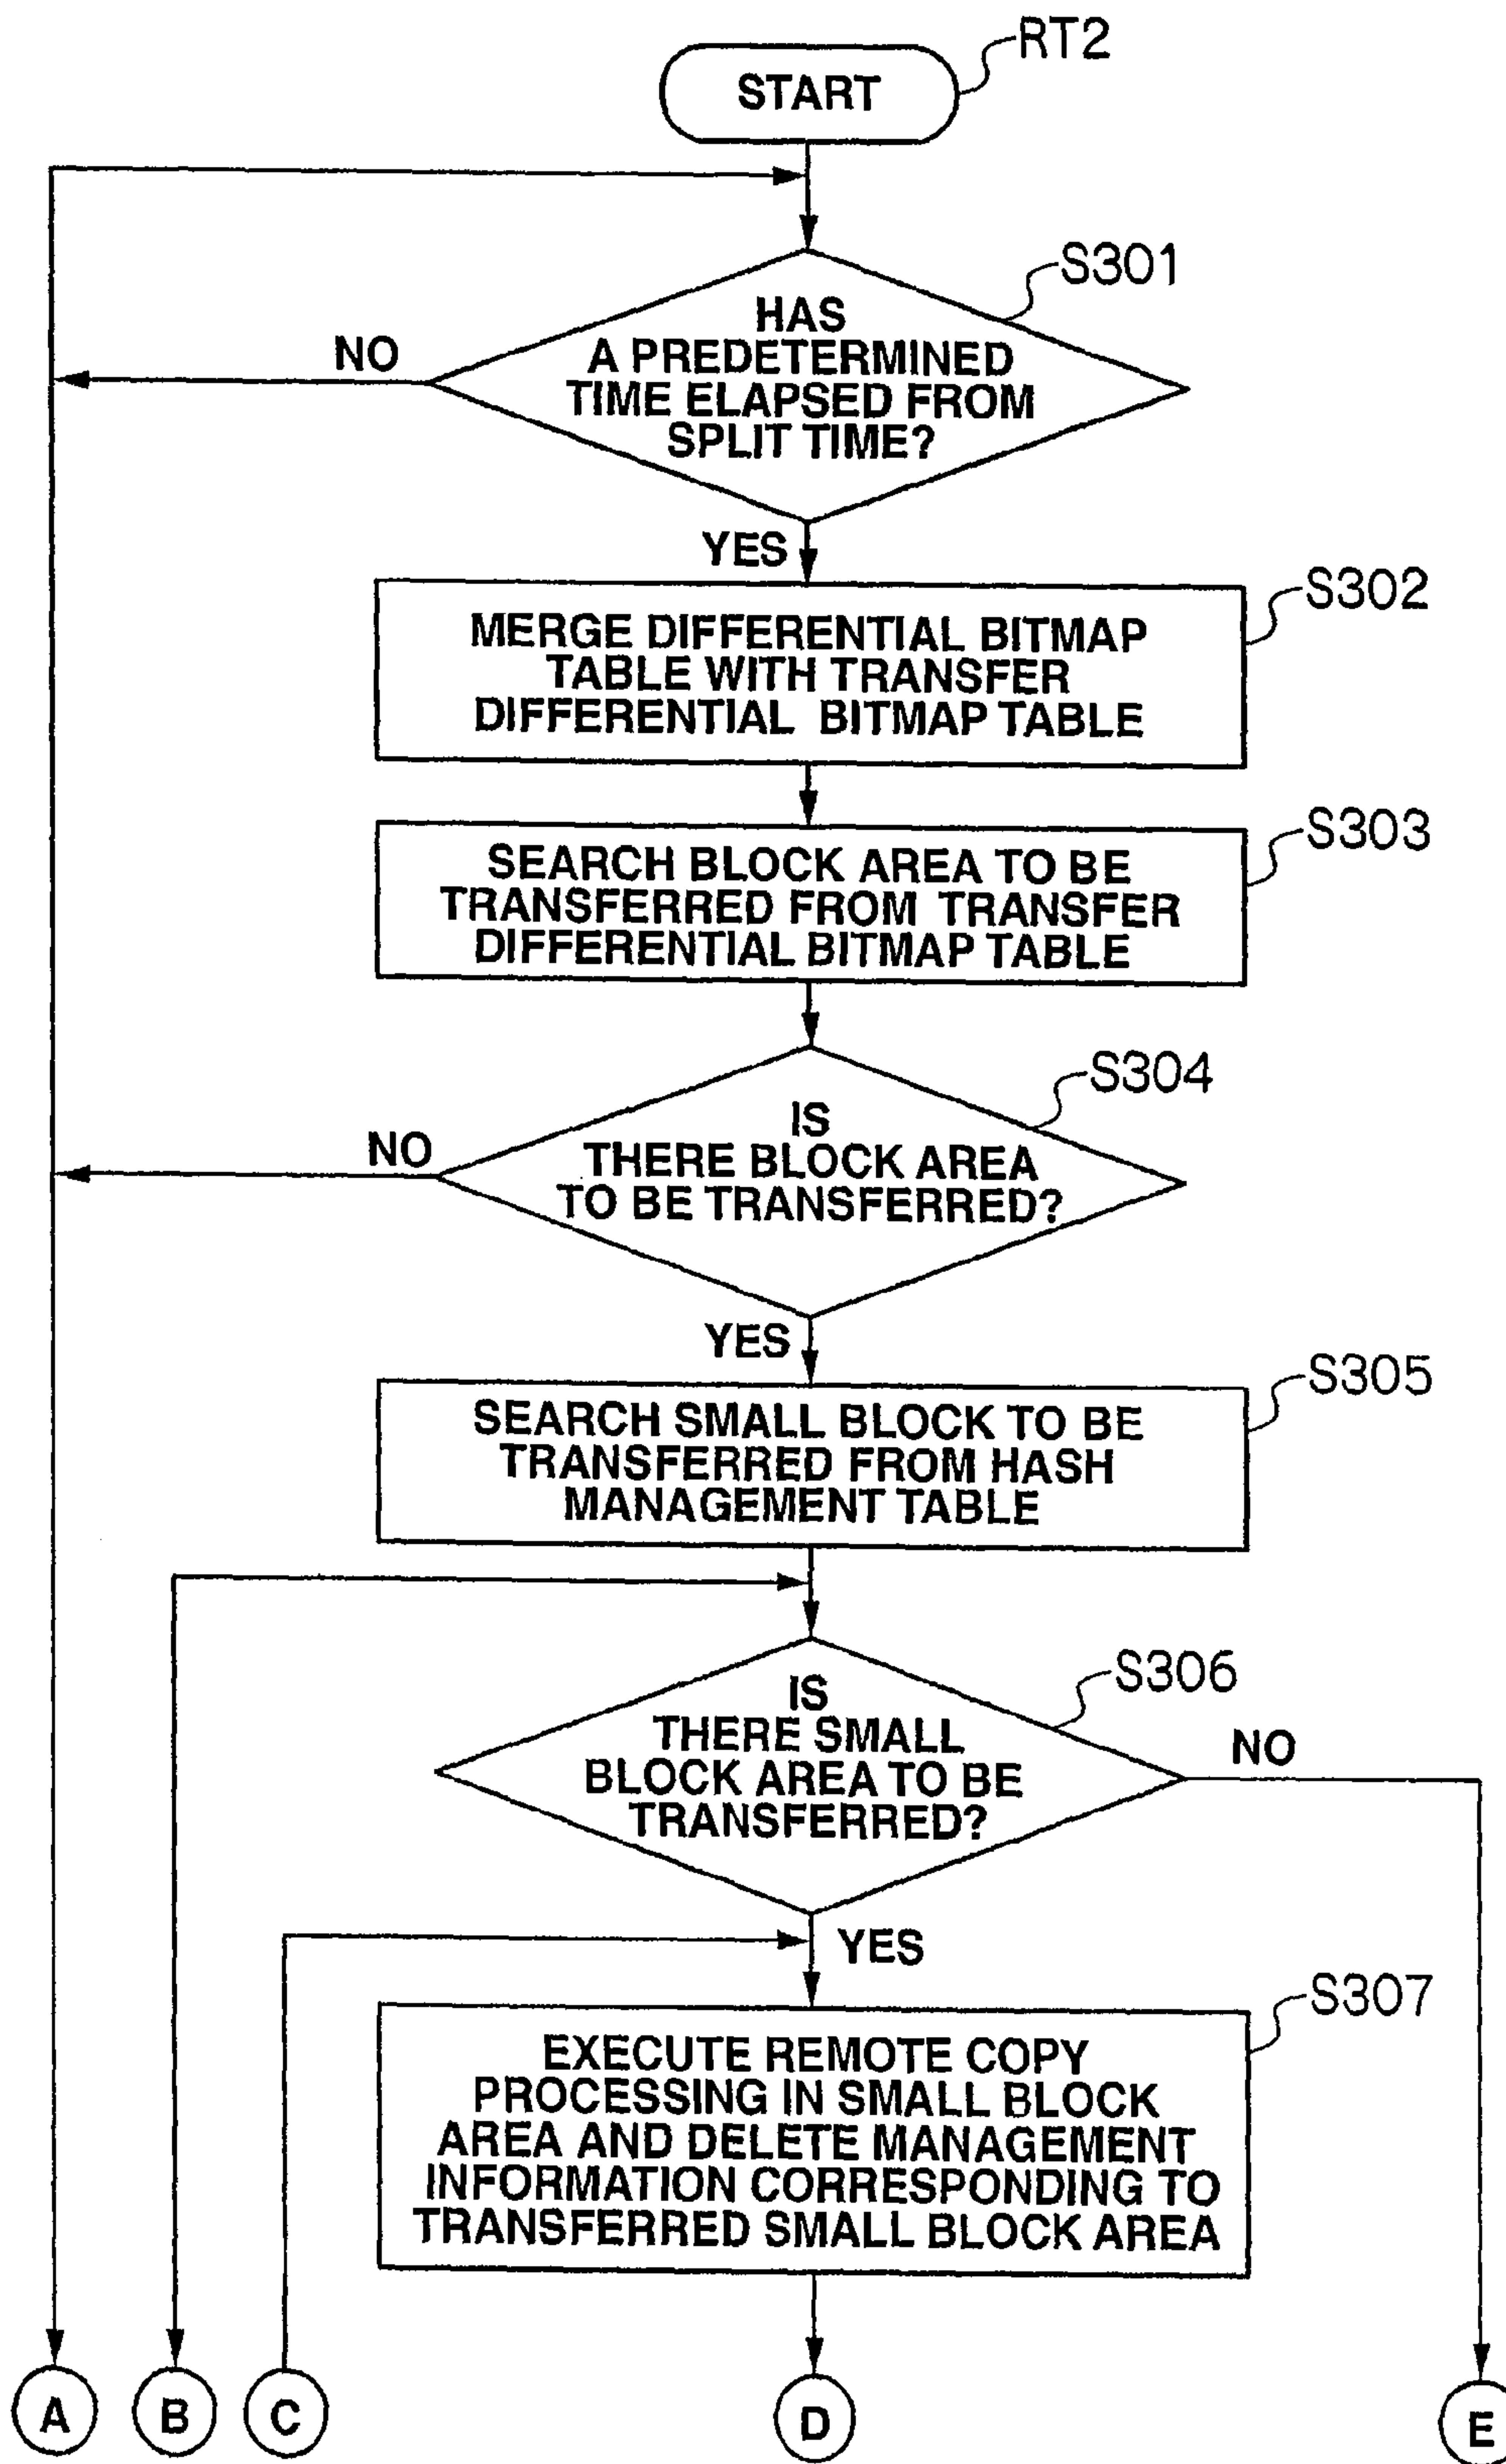 RT2
START
S301
HAS
A PREDETERMINED
TIME ELAPSED FROM
SPLIT TIME?
NO
YES
S302
MERGE DIFFERENTIAL BITMAP
TABLE WITH TRANSFER
DIFFERENTIAL BITMAP TABLE
S303
SEARCH BLOCK AREA TO BE
TRANSFERRED FROM TRANSFER
DIFFERENTIAL BITMAP TABLE
S304
IS
THERE BLOCK AREA
TO BE TRANSFERRED?
NO
YES
S305
SEARCH SMALL BLOCK TO BE
TRANSFERRED FROM HASH
MANAGEMENT TABLE
S306
IS
THERE SMALL
BLOCK AREA TO BE
TRANSFERRED?
NO
YES
S307
EXECUTE REMOTE COPY
PROCESSING IN SMALL BLOCK
AREA AND DELETE MANAGEMENT
INFORMATION CORRESPONDING TO
TRANSFERRED SMALL BLOCK AREA
A B C D E